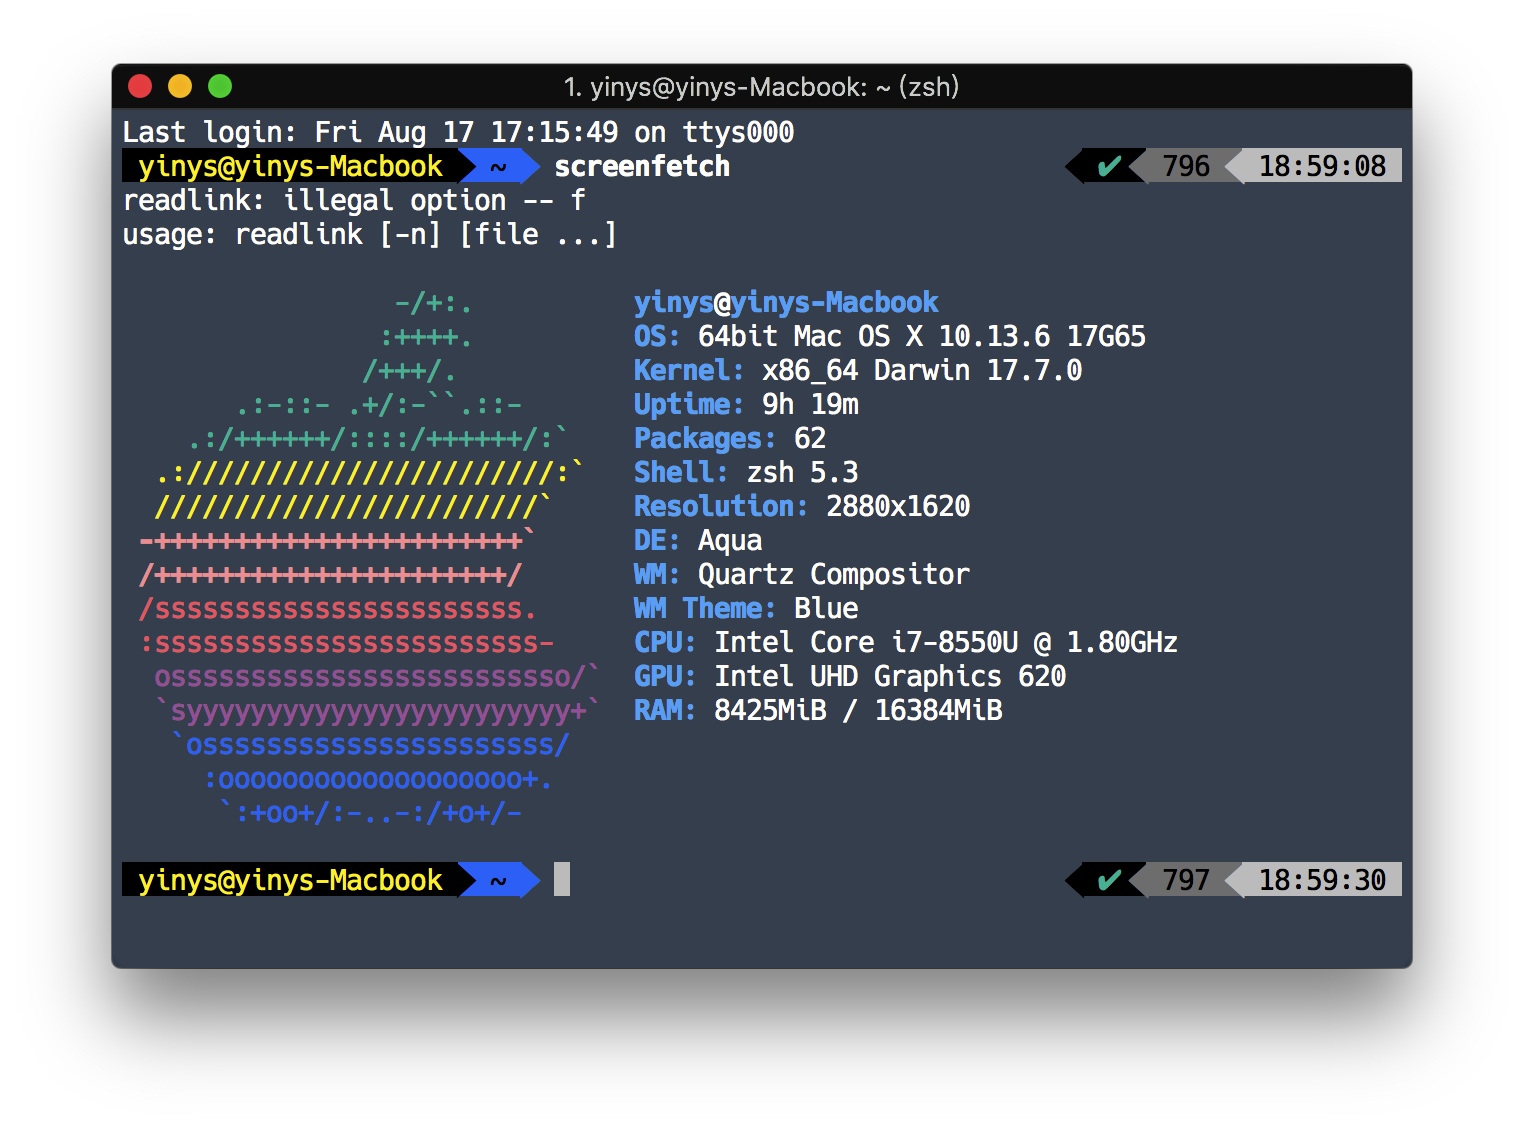 1. yinys@yinys-Macbook: ~ (zsh)
Last login: Fri Aug 17 17:15:49 on ttys000
yinys@yinys-Macbook ~ screenfetch ✔ 796 18:59:08
readlink: illegal option -- f
usage: readlink [-n] [file ...]
-/+:. yinys@yinys-Macbook
:++++. OS: 64bit Mac OS X 10.13.6 17G65
/+++/. Kernel: x86_64 Darwin 17.7.0
.:-::- .+/:-``.::- Uptime: 9h 19m
.:/++++++/::::/++++++/:` Packages: 62
.:///////////////////////:` Shell: zsh 5.3
////////////////////////` Resolution: 2880x1620
-+++++++++++++++++++++++` DE: Aqua
/++++++++++++++++++++++/ WM: Quartz Compositor
/sssssssssssssssssssssss. WM Theme: Blue
:ssssssssssssssssssssssss- CPU: Intel Core i7-8550U @ 1.80GHz
osssssssssssssssssssssssso/` GPU: Intel UHD Graphics 620
`syyyyyyyyyyyyyyyyyyyyyyyy+` RAM: 8425MiB / 16384MiB
`ossssssssssssssssssssss/
:ooooooooooooooooooo+.
`:+oo+/:-..-:/+o+/-
yinys@yinys-Macbook ~ ✔ 797 18:59:30